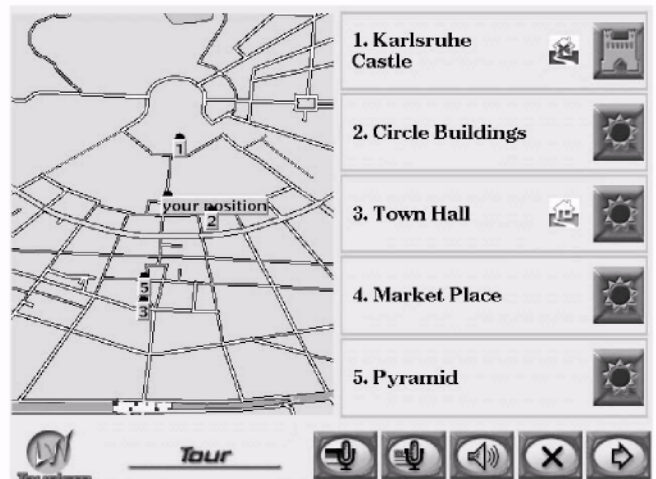 1
your position
2
5
3
1. Karlsruhe
Castle
2. Circle Buildings
3. Town Hall
4. Market Place
5. Pyramid
Tour